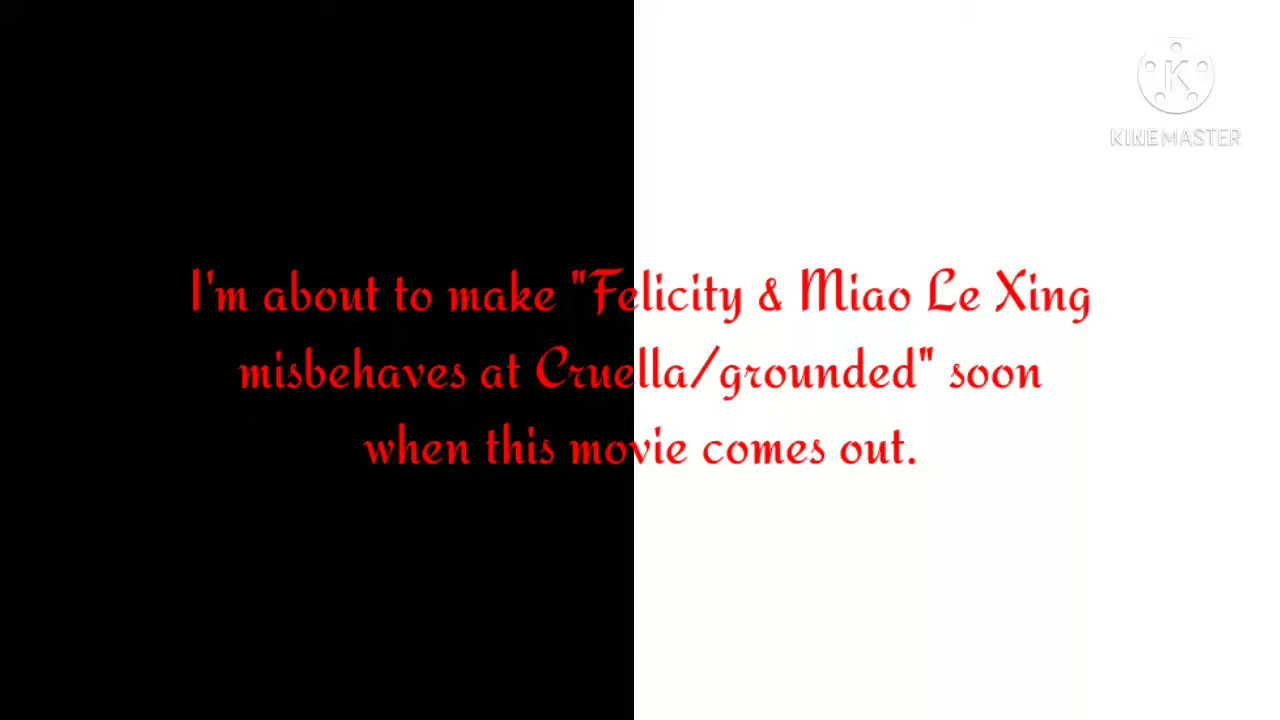 K
KINEMASTER
I'm about to make "Felicity & Miao Le Xing
misbehaves at Cruella/grounded" soon
when this movie comes out.